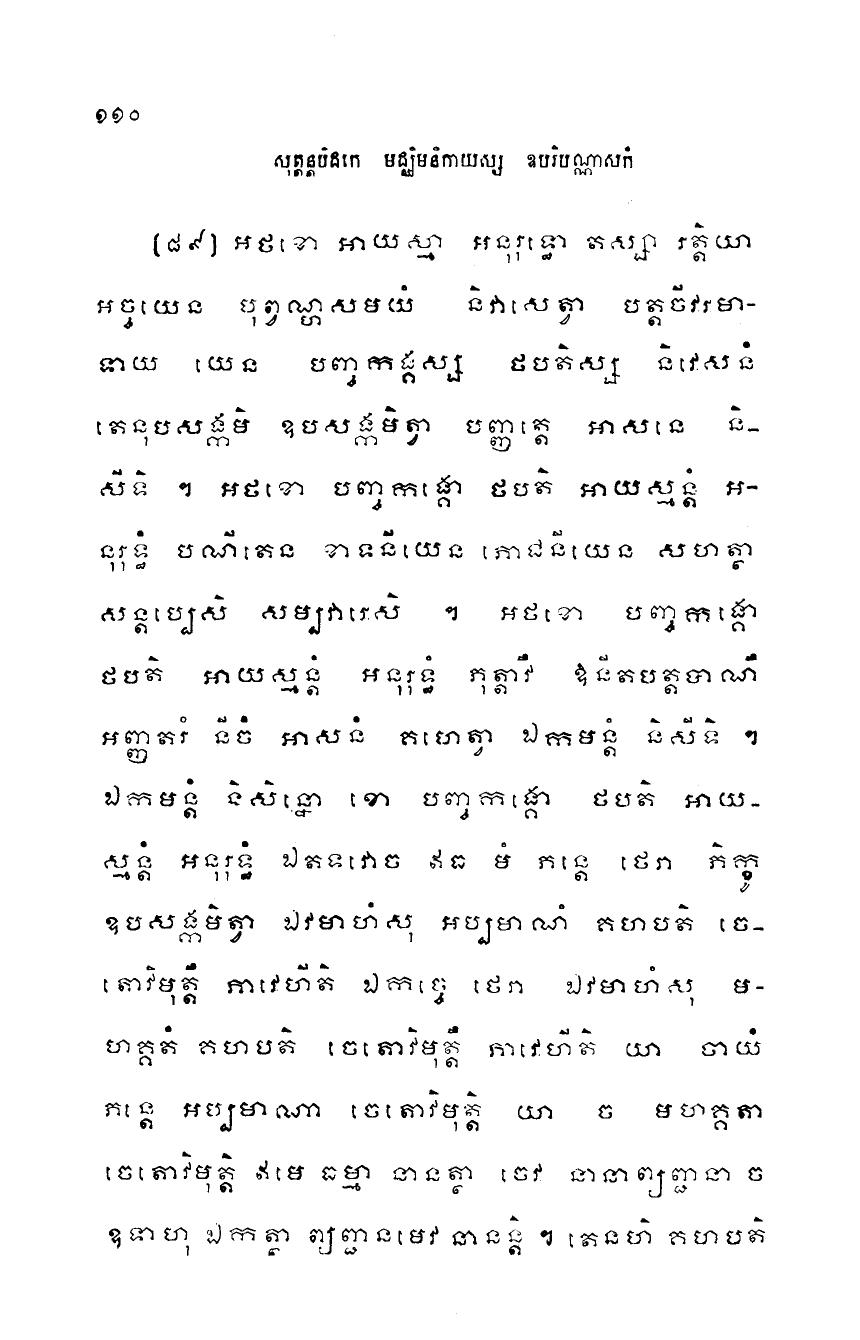 ១១០
សុត្តន្តបិដកេ មជ្ឈិមនិកាយស្ស ឧបរិបណ្ណាសកំ
(៨៩) អថខោ អាយស្មា អនុរុទ្ធោ តស្សា រត្តិយា
អច្ចយេន បុព្វណ្ហសមយំ និវាសេត្វា បត្តចីវរមា-
ទាយ យេន បញ្ចកង្គស្ស ថបតិស្ស និវេសនំ
តេនុបសង្កមិ ឧបសង្កមិត្វា បញ្ញត្តេ អាសនេ និ-
សីទិ ។ អថខោ បញ្ចកង្គោ ថបតិ អាយស្មន្តំ អ-
នុរុទ្ធំ បណីតេន ខាទនីយេន ភោជនីយេន សហត្ថា
សន្តប្បេសិ សម្បវារេសិ ។ អថខោ បញ្ចកង្គោ
ថបតិ អាយស្មន្តំ អនុរុទ្ធំ ភុត្តាវឹ ឱនីតបត្តបាណឹ
អញ្ញតរំ នីចំ អាសនំ គហេត្វា ឯកមន្តំ និសីទិ ។
ឯកមន្តំ និសិន្នោ ខោ បញ្ចកង្គោ ថបតិ អាយ-
ស្មន្តំ អនុរុទ្ធំ ឯតទវោច ឥធ មំ ភន្តេ ថេរា ភិក្ខូ
ឧបសង្កមិត្វា ឯវមាហំសុ អប្បមាណំ គហបតិ ចេ-
តោវិមុត្តឹ ភាវេហីតិ ឯកច្ចេ ថេរា ឯវមាហំសុ ម-
ហគ្គតំ គហបតិ ចេតោវិមុត្តឹ ភាវេហីតិ យា ចាយំ
ភន្តេ អប្បមាណា ចេតោវិមុត្តិ យា ច មហគ្គតា
ចេតោវិមុត្តិ ឥមេ ធម្មា នានត្ថា ចេវ នានាព្យញ្ជនា ច
ឧទាហុ ឯកត្ថា ព្យញ្ជនមេវ នានន្តិ ។ តេនហិ គហបតិ